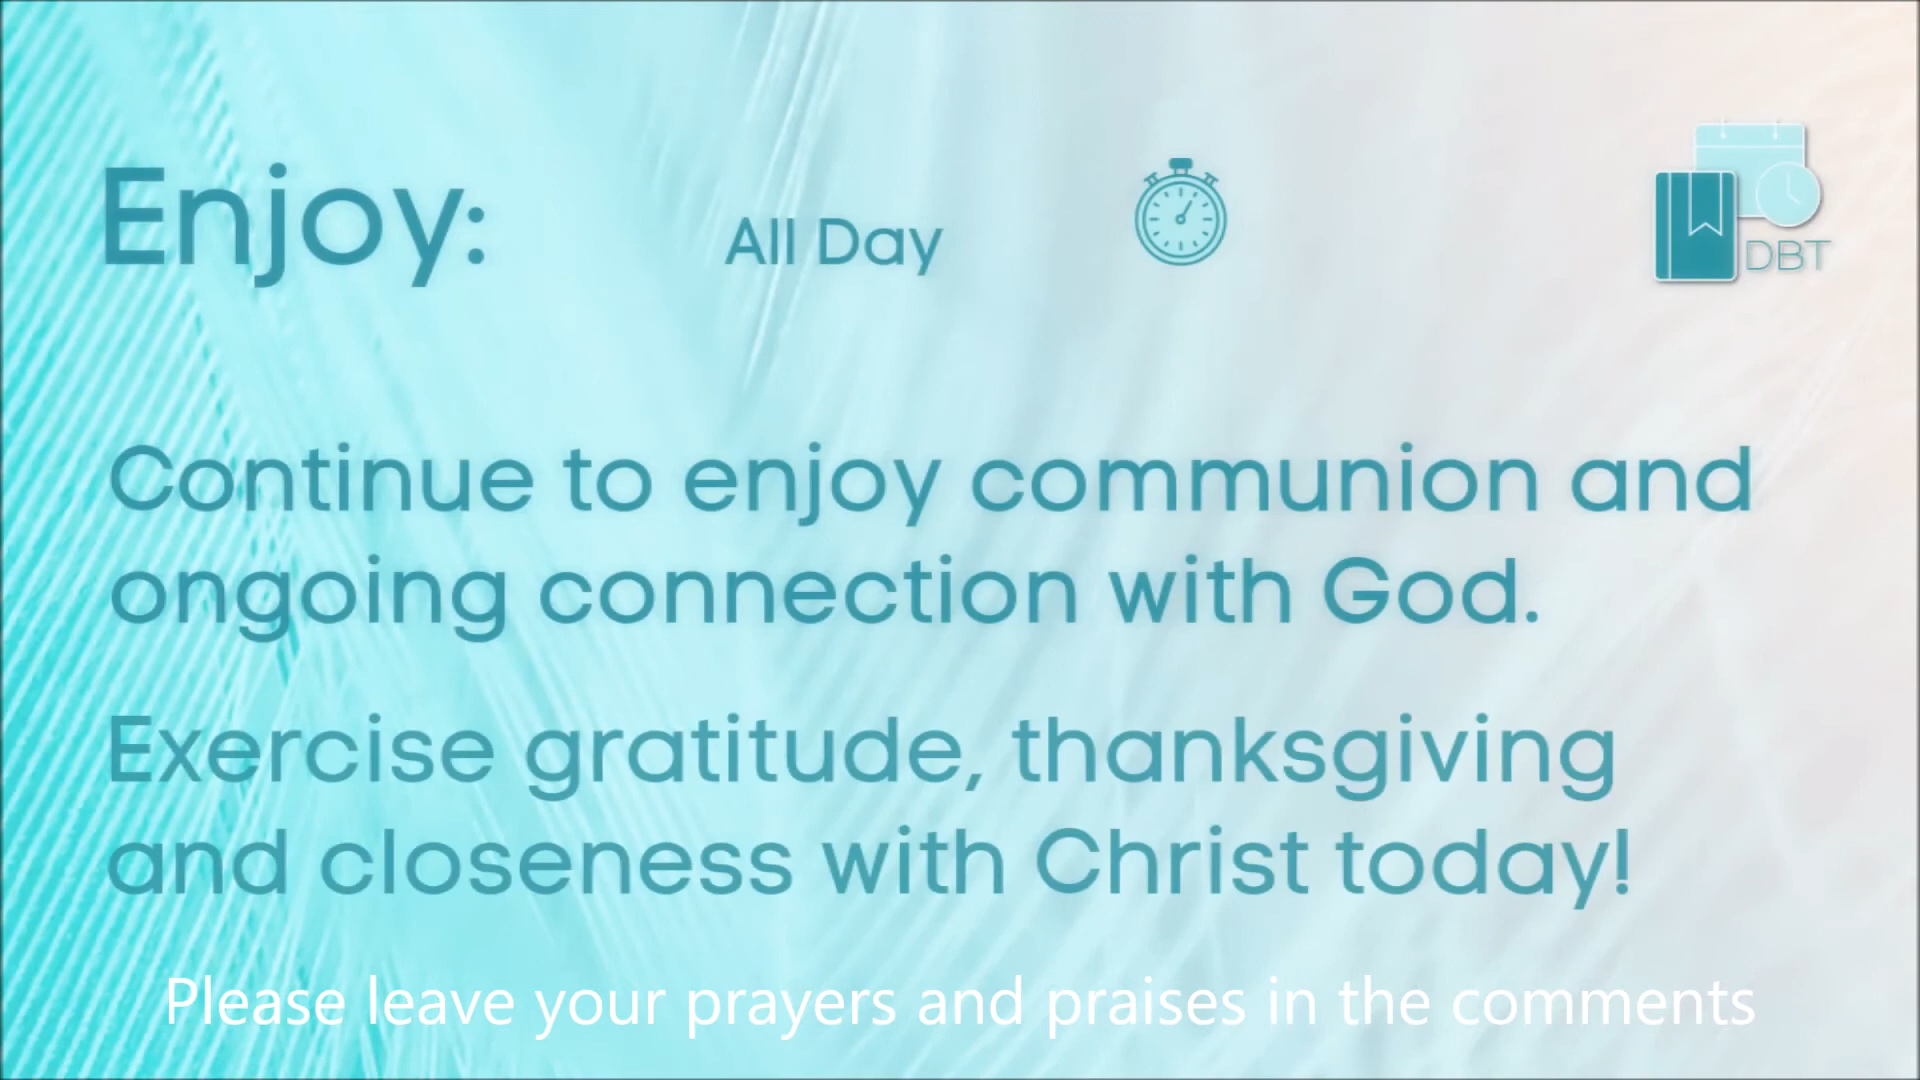 Enjoy:
All Day
DBT
Continue to enjoy communion and
ongoing connection with God.
Exercise gratitude, thanksgiving
and closeness with Christ today!
Please leave your prayers and praises in the comments